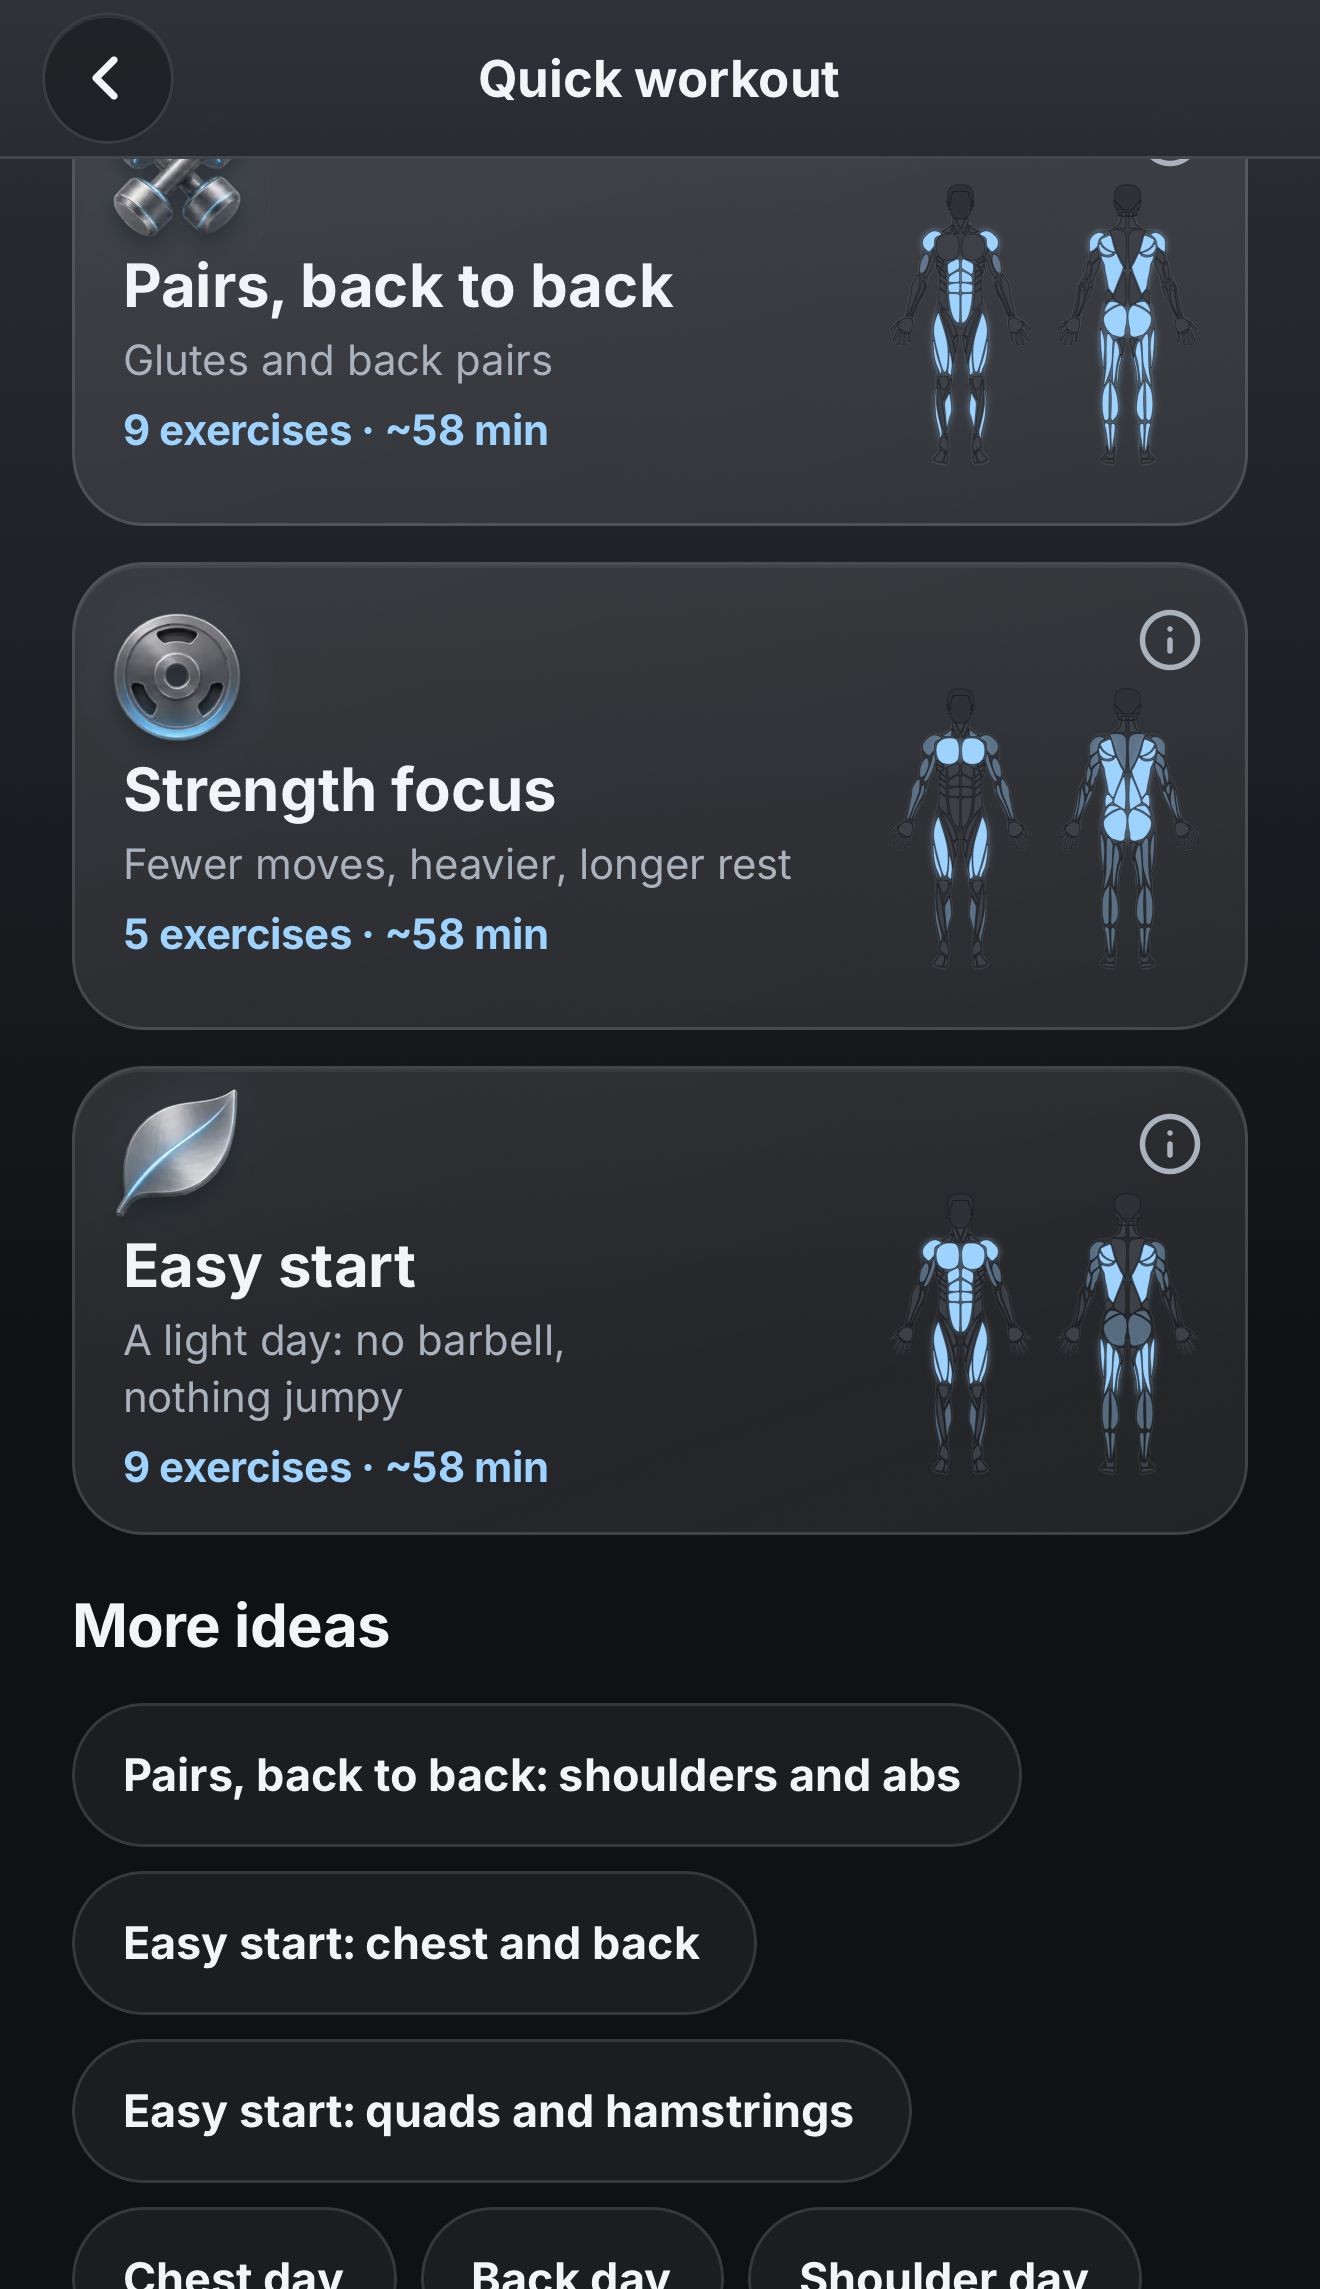 Quick workout
Pairs, back to back
Glutes and back pairs
9 exercises · ~58 min
Strength focus
Fewer moves, heavier, longer rest
5 exercises · ~58 min
Easy start
A light day: no barbell,
nothing jumpy
9 exercises · ~58 min
More ideas
Pairs, back to back: shoulders and abs
Easy start: chest and back
Easy start: quads and hamstrings
Chest day
Back day
Shoulder day